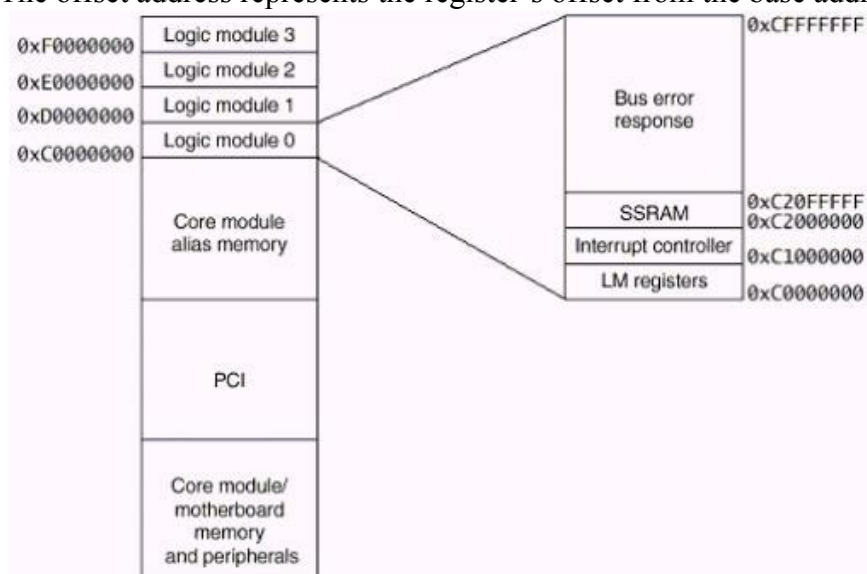 The offset address represents the register's offset from the base
Logic module 3
0xF0000000
Logic module 2
0xE0000000
Logic module 1
0xD0000000
Logic module 0
0xC0000000
Core module
alias memory
PCI
Core module/
motherboard
memory
and peripherals
0xCFFFFFFF
Bus error
response
0xC20FFFFF
SSRAM
0xC2000000
Interrupt controller
0xC1000000
LM registers
0xC0000000